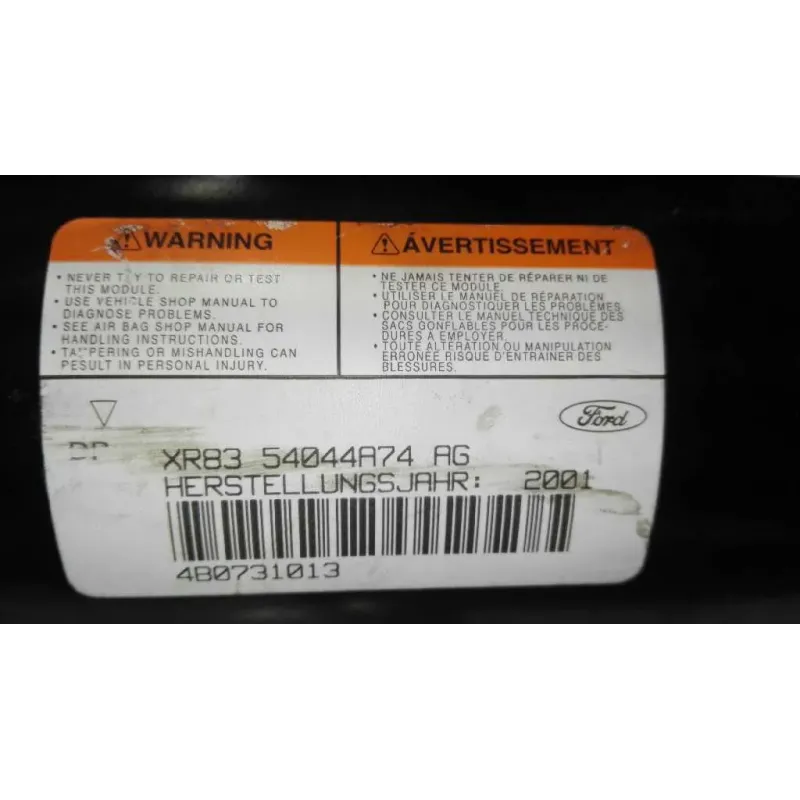 WARNING
• NEVER TRY TO REPAIR OR TEST
THIS MODULE.
• USE VEHICLE SHOP MANUAL TO
DIAGNOSE PROBLEMS.
• SEE AIR BAG SHOP MANUAL FOR
HANDLING INSTRUCTIONS.
• TAMPERING OR MISHANDLING CAN
RESULT IN PERSONAL INJURY.
ÁVERTISSEMENT
• NE JAMAIS TENTER DE RÉPARER NI DE
TESTER CE MODULE.
• UTILISER LE MANUEL DE RÉPARATION
POUR DIAGNOSTIQUER LES PROBLÈMES.
• CONSULTER LE MANUEL TECHNIQUE DES
SACS GONFLABLES POUR LES PROCÉ-
DURES A EMPLOYER.
• TOUTE ALTERATION OU MANIPULATION
ERRONÉE RISQUE D'ENTRAINER DES
BLESSURES.
Ford
XR83 54044A74 AG
HERSTELLUNGSJAHR: 2001
4B0731013